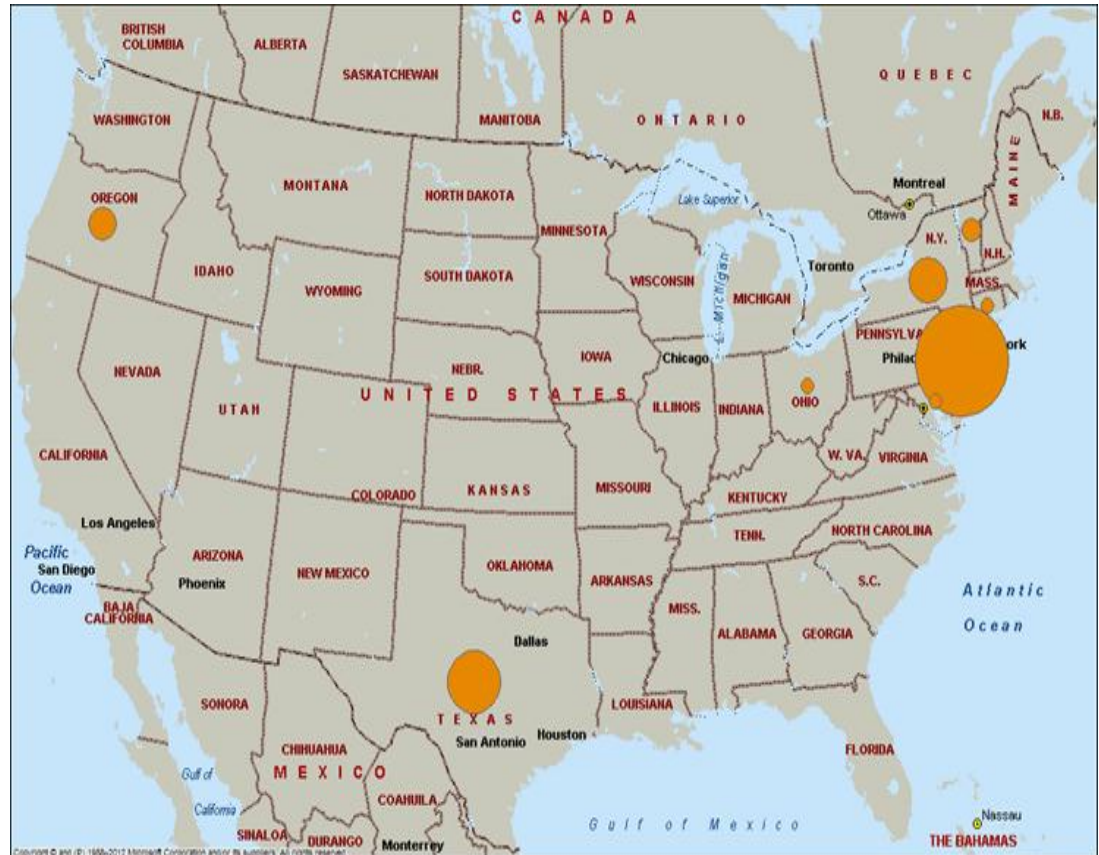 CANADA
BRITISH
COLUMBIA
ALBERTA
SASKATCHEWAN
MANITOBA
ONTARIO
QUEBEC
N.B.
MAINE
WASHINGTON
MONTANA
NORTH DAKOTA
MINNESOTA
Lake Superior
Montreal
Ottawa
OREGON
IDAHO
WYOMING
SOUTH DAKOTA
WISCONSIN
L. Michigan
MICHIGAN
Toronto
N.Y.
N.H.
MASS.
NEVADA
UTAH
NEBR.
IOWA
Chicago
PENNSYLVA
Philac
ork
UNITED STATES
ILLINOIS
INDIANA
OHIO
CALIFORNIA
COLORADO
KANSAS
MISSOURI
W. VA.
VIRGINIA
KENTUCKY
Los Angeles
ARIZONA
NEW MEXICO
OKLAHOMA
ARKANSAS
TENN.
NORTH CAROLINA
Pacific
Ocean
San Diego
Phoenix
BAJA
CALIFORNIA
S.C.
MISS.
ALABAMA
GEORGIA
Atlantic
Ocean
Dallas
SONORA
TEXAS
San Antonio
Houston
LOUISIANA
FLORIDA
CHIHUAHUA
MEXICO
Gulf of
California
COAHUILA
SINALOA
DURANGO
Monterrey
Gulf of Mexico
Nassau
THE BAHAMAS